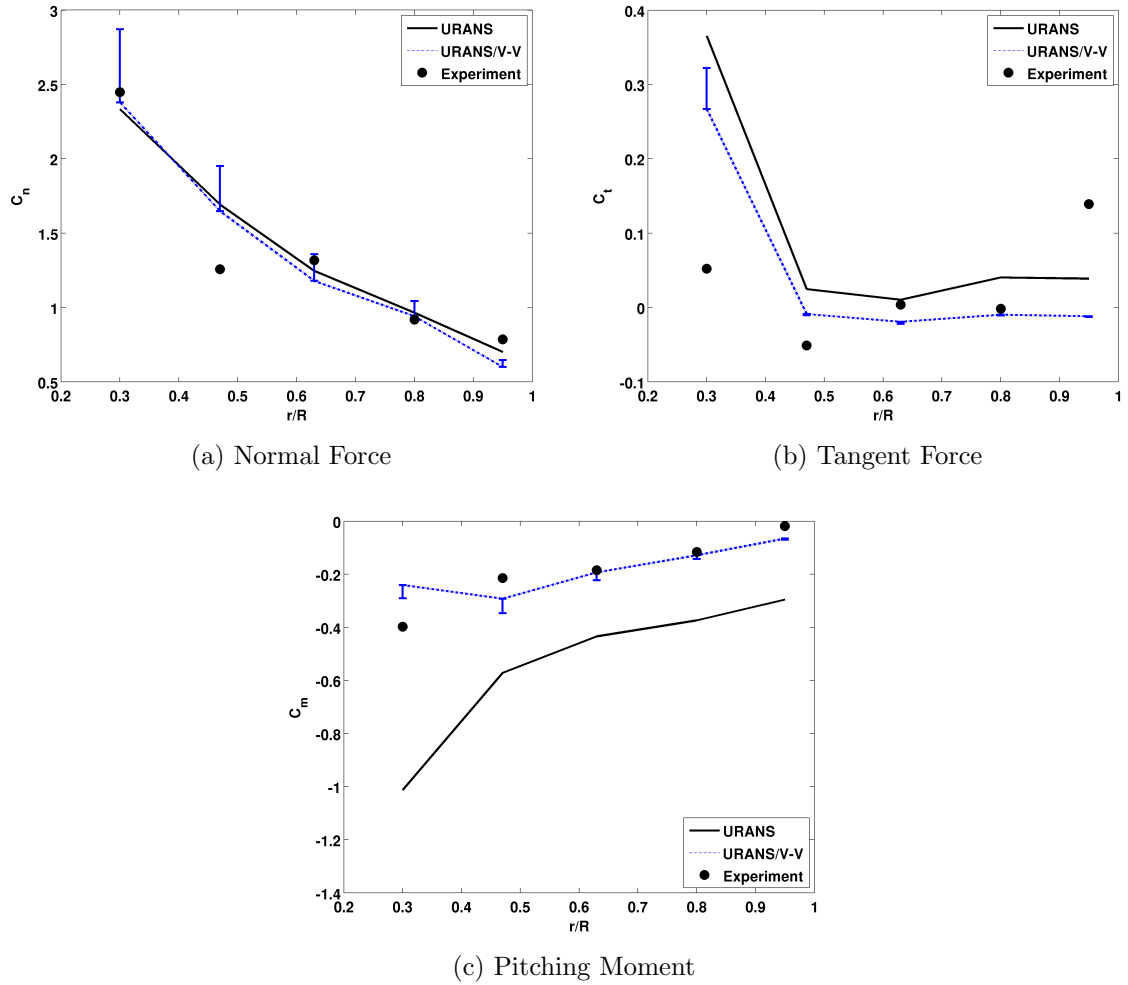 3
2.5
2
1.5
1
0.5
0.2 0.3 0.4 0.5 0.6 0.7 0.8 0.9 1
C_n
r/R
URANS
URANS/V-V
Experiment
(a) Normal Force
0.4
0.3
0.2
0.1
0
-0.1
0.2 0.3 0.4 0.5 0.6 0.7 0.8 0.9 1
C_t
r/R
URANS
URANS/V-V
Experiment
(b) Tangent Force
0
-0.2
-0.4
-0.6
-0.8
-1
-1.2
-1.4
0.2 0.3 0.4 0.5 0.6 0.7 0.8 0.9 1
C_m
r/R
URANS
URANS/V-V
Experiment
(c) Pitching Moment